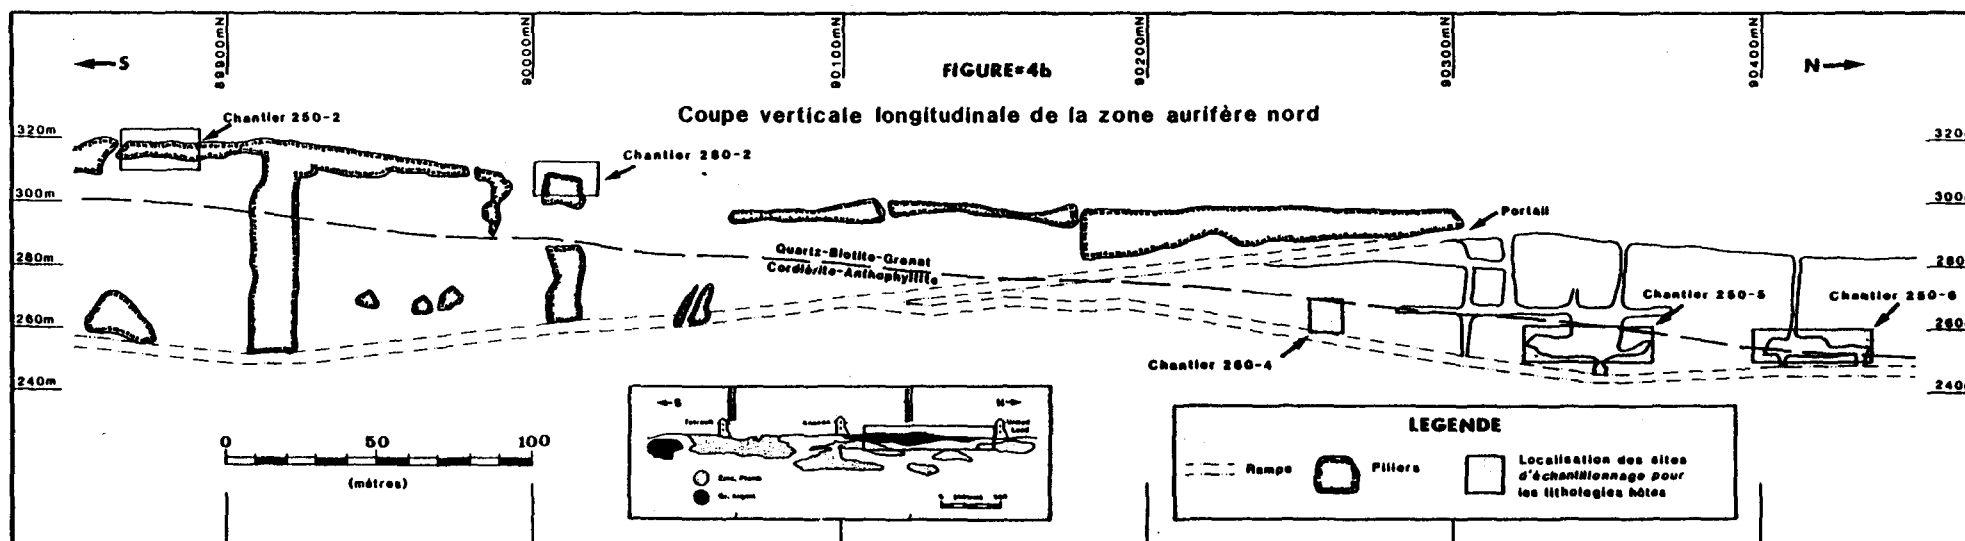 89900mN
90000mN
90100mN
90200mN
90300mN
90400mN
S
FIGURE=4b
N
Coupe verticale longitudinale de la zone aurifère nord
320m
Chantier 250-2
Chantier 280-2
300m
Portail
Quartz-Biotite-Grenat
Cordiérite-Anthophyllite
280m
Chantier 250-5
Chantier 250-6
260m
Chantier 260-4
240m
S
N
0 50 100
(mètres)
LEGENDE
Rampe
Piliers
Localisation des sites
d'échantillonnage pour
les lithologies hôtes